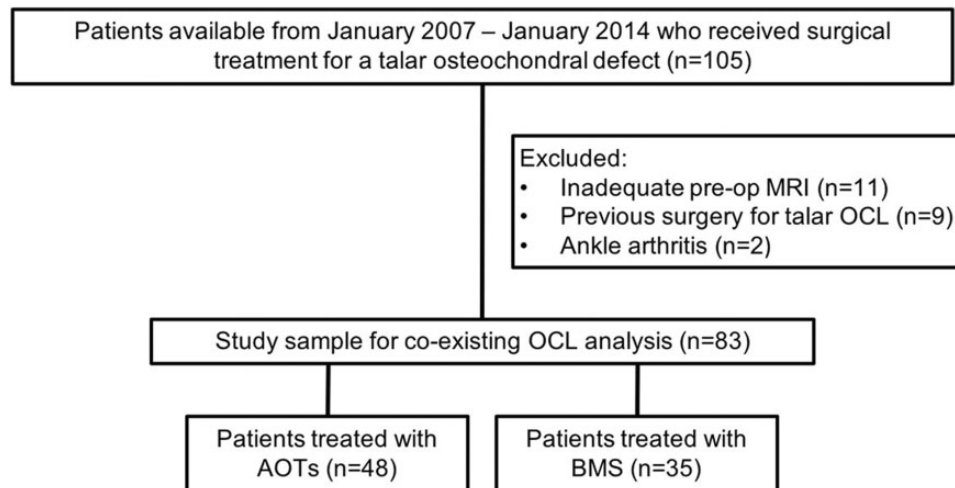 Patients available from January 2007 – January 2014 who received surgical
treatment for a talar osteochondral defect (n=105)
Excluded:
• Inadequate pre-op MRI (n=11)
• Previous surgery for talar OCL (n=9)
• Ankle arthritis (n=2)
Study sample for co-existing OCL analysis (n=83)
Patients treated with
AOTs (n=48)
Patients treated with
BMS (n=35)